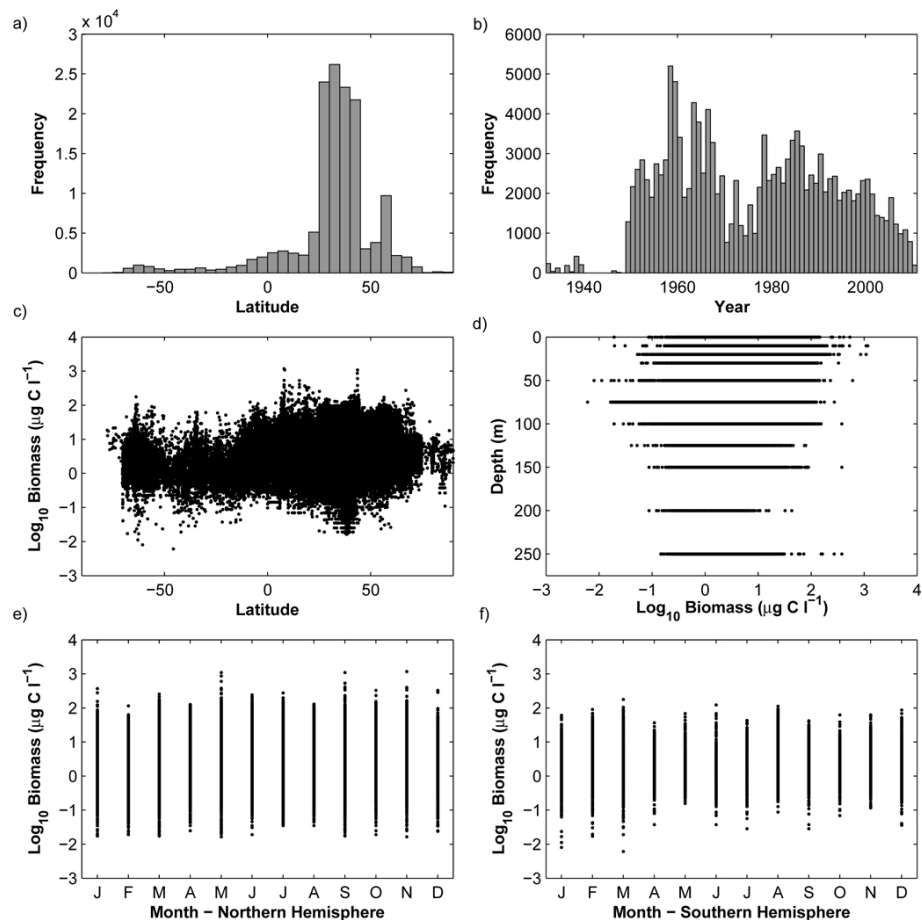 a)
x 10⁴
3
2.5
2
1.5
1
0.5
0
Frequency
−50
0
50
Latitude
b)
6000
5000
4000
3000
2000
1000
0
Frequency
1940
1960
1980
2000
Year
c)
4
3
2
1
0
−1
−2
−3
Log₁₀ Biomass (μg C l⁻¹)
−50
0
50
Latitude
d)
0
50
100
150
200
250
Depth (m)
−3
−2
−1
0
1
2
3
4
Log₁₀ Biomass (μg C l⁻¹)
e)
4
3
2
1
0
−1
−2
−3
Log₁₀ Biomass (μg C l⁻¹)
J F M A M J J A S O N D
Month − Northern Hemisphere
f)
4
3
2
1
0
−1
−2
−3
Log₁₀ Biomass (μg C l⁻¹)
J F M A M J J A S O N D
Month − Southern Hemisphere